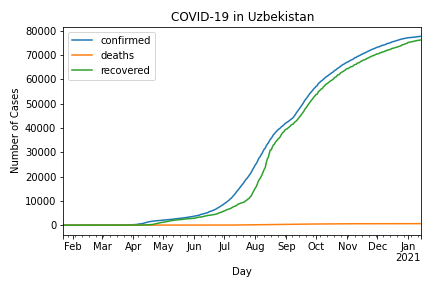 COVID-19 in Uzbekistan
confirmed
deaths
recovered
80000
70000
60000
50000
40000
30000
20000
10000
0
Number of Cases
Feb Mar Apr May Jun Jul Aug Sep Oct Nov Dec Jan
2021
Day